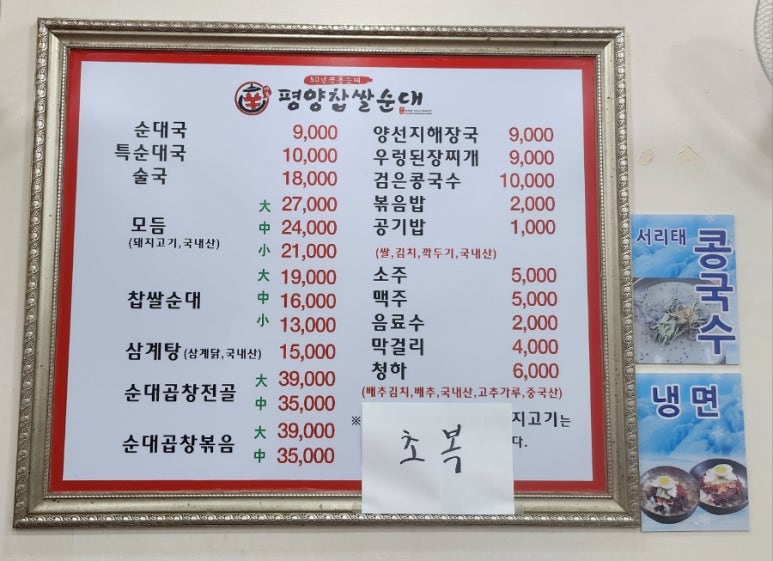 50년전통순대
평양찹쌀순대
순대국 9,000
특순대국 10,000
술국 18,000
모듬
(돼지고기,국내산)
大 27,000
中 24,000
小 21,000
찹쌀순대
大 19,000
中 16,000
小 13,000
삼계탕(삼계닭,국내산) 15,000
순대곱창전골
大 39,000
中 35,000
순대곱창볶음
大 39,000
中 35,000
양선지해장국 9,000
우렁된장찌개 9,000
검은콩국수 10,000
볶음밥 2,000
공기밥 1,000
(쌀,김치,깍두기,국내산)
소주 5,000
맥주 5,000
음료수 2,000
막걸리 4,000
청하 6,000
(배추김치,배추,국내산,고추가루,중국산)
※ 지고기는
다.
초복
서리태
콩국수
냉면